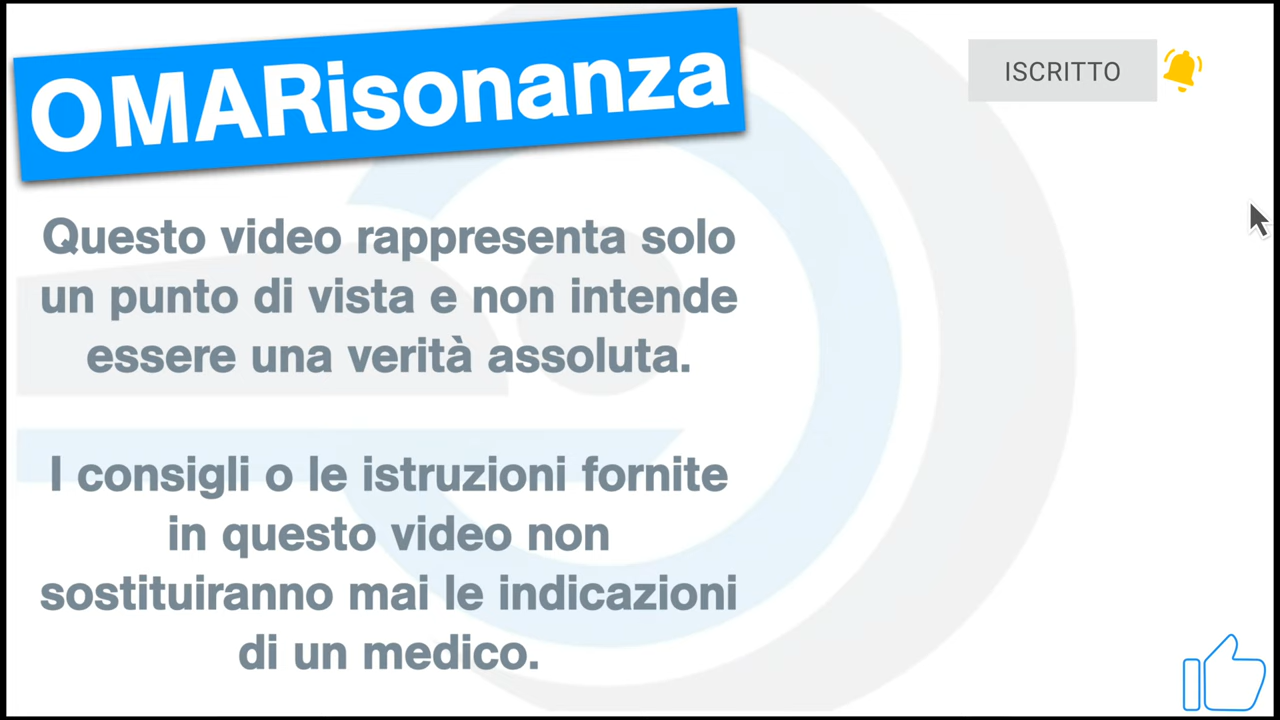 OMARisonanza
ISCRITTO
Questo video rappresenta solo
un punto di vista e non intende
essere una verità assoluta.
I consigli o le istruzioni fornite
in questo video non
sostituiranno mai le indicazioni
di un medico.